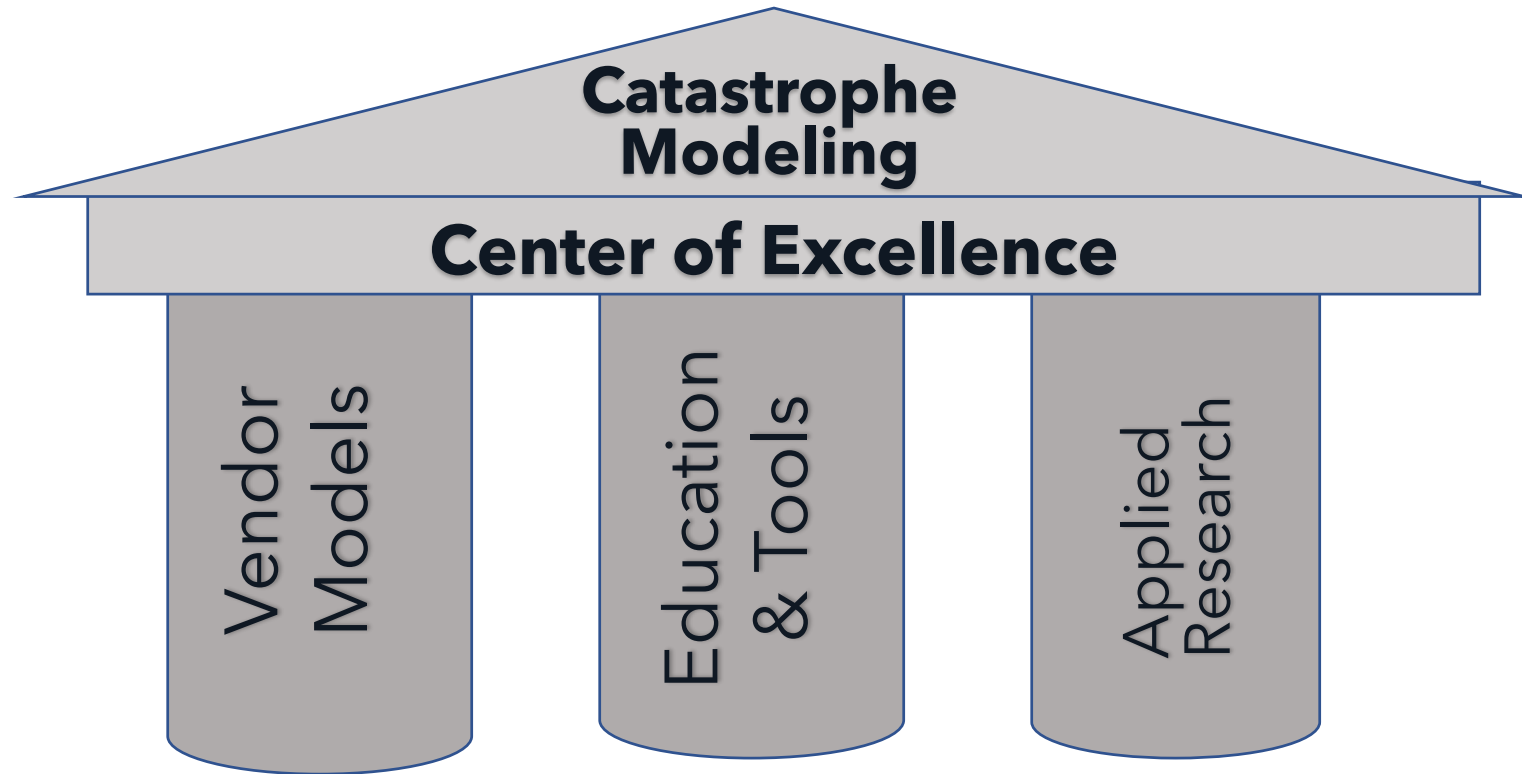 Catastrophe
Modeling
Center of Excellence
Vendor
Models
Education
& Tools
Applied
Research